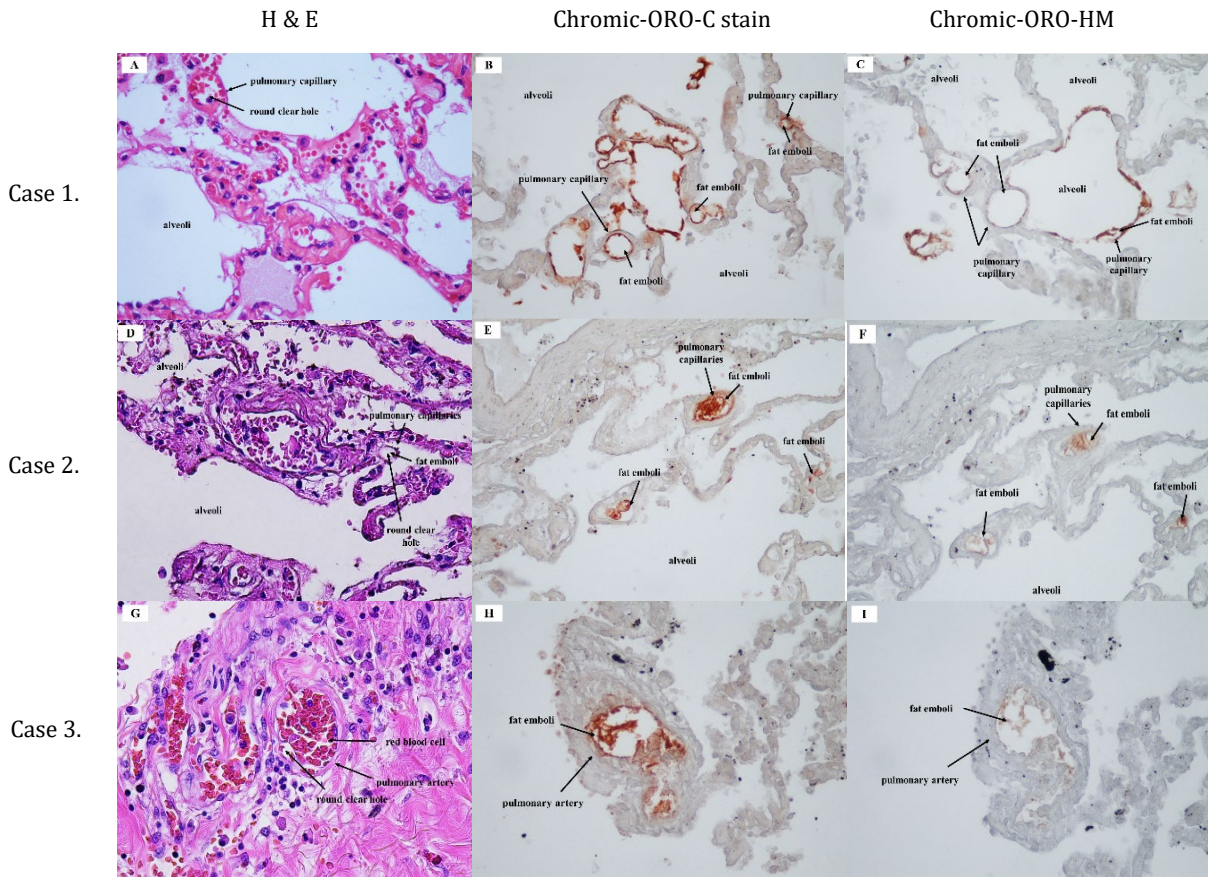 H & E
Chromic-ORO-C stain
Chromic-ORO-HM
Case 1.
A
pulmonary capillary
round clear hole
alveoli
B
alveoli
pulmonary capillary
fat emboli
pulmonary capillary
fat emboli
fat emboli
alveoli
C
alveoli
alveoli
fat emboli
alveoli
fat emboli
pulmonary
capillary
pulmonary
capillary
Case 2.
D
alveoli
pulmonary capillaries
fat emboli
alveoli
round clear
hole
E
pulmonary
capillaries
fat emboli
fat emboli
fat emboli
alveoli
F
pulmonary
capillaries
fat emboli
fat emboli
fat emboli
alveoli
Case 3.
G
red blood cell
pulmonary artery
round clear hole
H
fat emboli
pulmonary artery
I
fat emboli
pulmonary artery